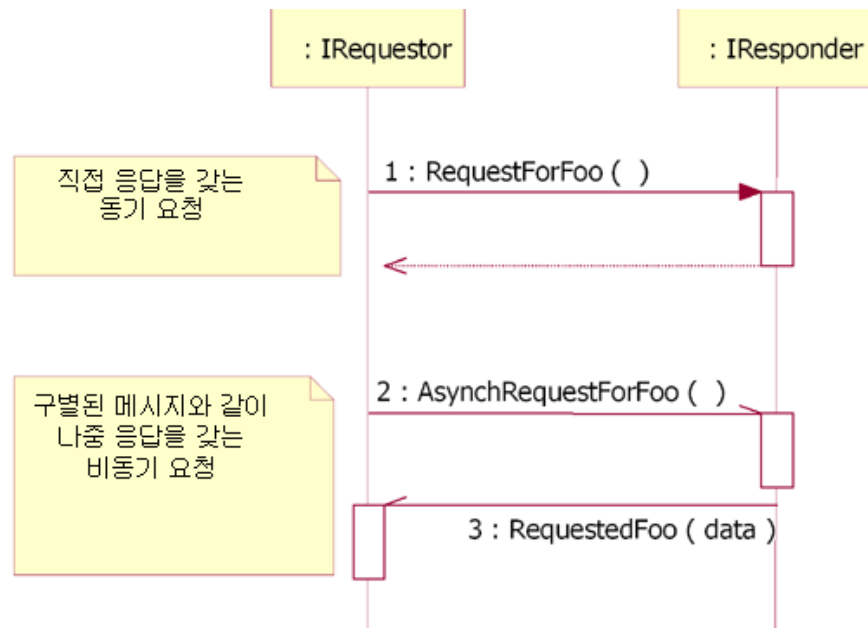 : IRequestor
: IResponder
직접 응답을 갖는
동기 요청
1 : RequestForFoo ( )
구별된 메시지와 같이
나중 응답을 갖는
비동기 요청
2 : AsynchRequestForFoo ( )
3 : RequestedFoo ( data )